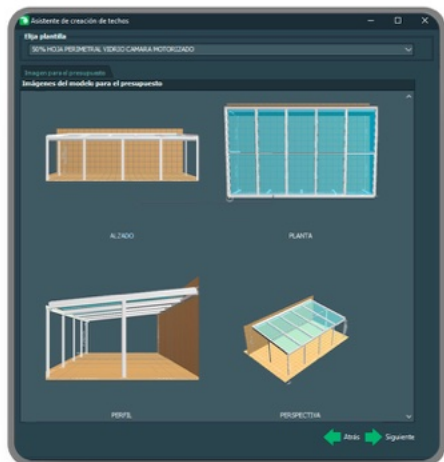 Asistente de creación de techos
Elija plantilla
50% HOJA PERIMETRAL VIDRIO CAMARA MOTORIZADO
Imagen para el presupuesto
Imágenes del modelo para el presupuesto
ALZADO
PLANTA
PERFIL
PERSPECTIVA
Atrás
Siguiente